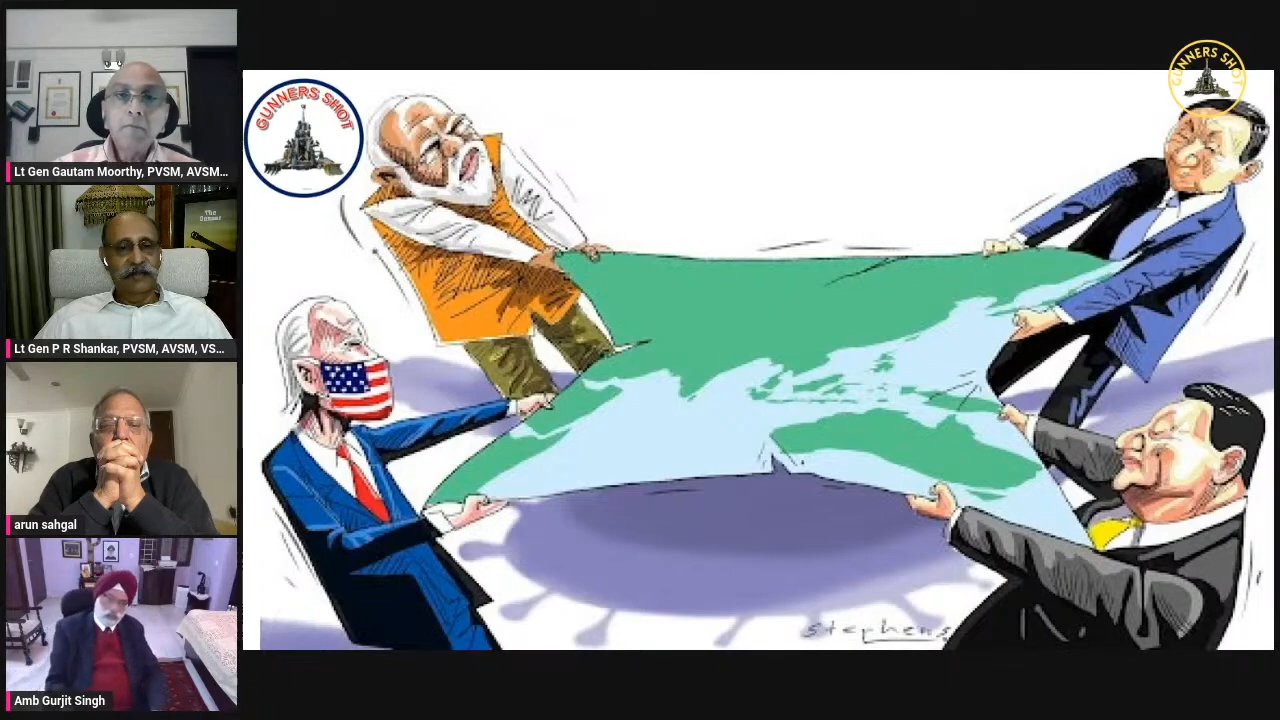 Lt Gen Gautam Moorthy, PVSM, AVSM...
Lt Gen P R Shankar, PVSM, AVSM, VS...
arun sahgal
Amb Gurjit Singh
GUNNERS SHOT
GUNNERS SHOT
stephens